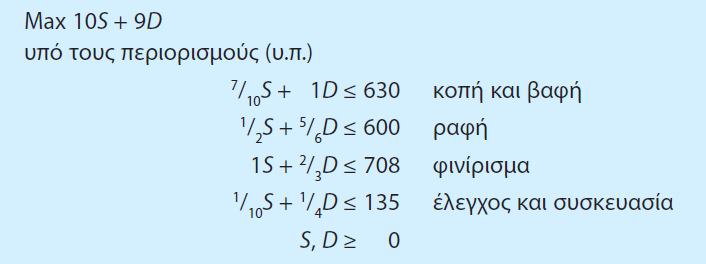 Max 10S + 9D
υπό τους περιορισμούς (υ.π.)
7/10S + 1D ≤ 630 κοπή και βαφή
1/2S + 5/6D ≤ 600 ραφή
1S + 2/3D ≤ 708 φινίρισμα
1/10S + 1/4D ≤ 135 έλεγχος και συσκευασία
S, D ≥ 0